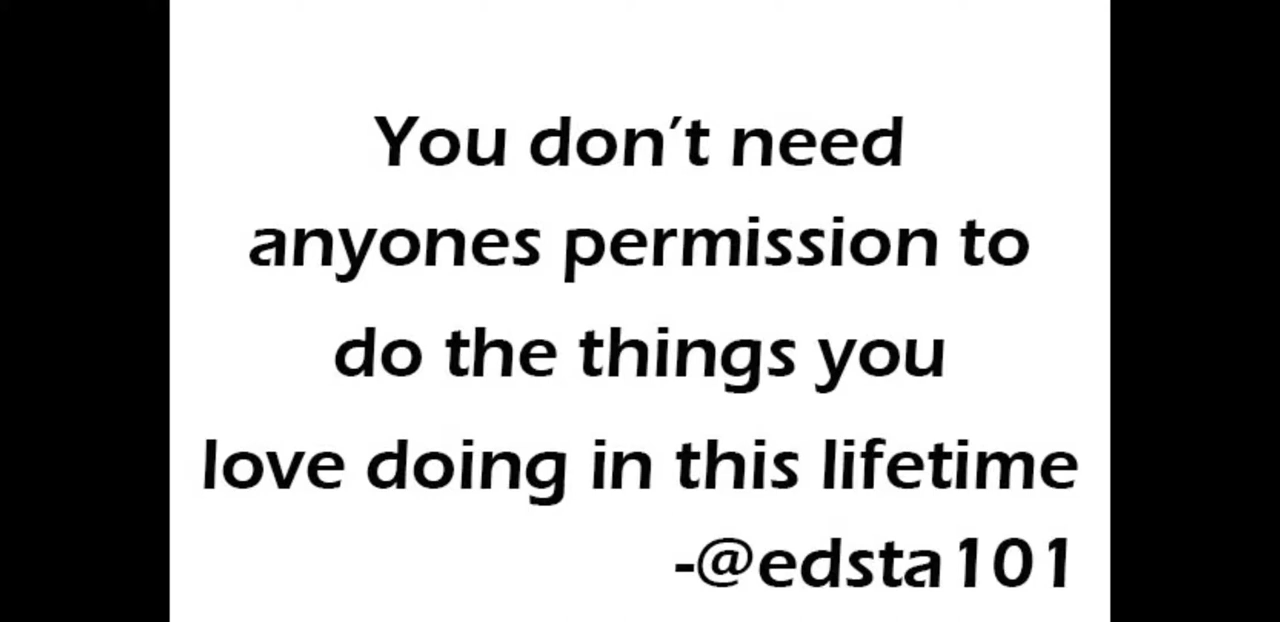 You don't need
anyones permission to
do the things you
love doing in this lifetime
-@edsta101